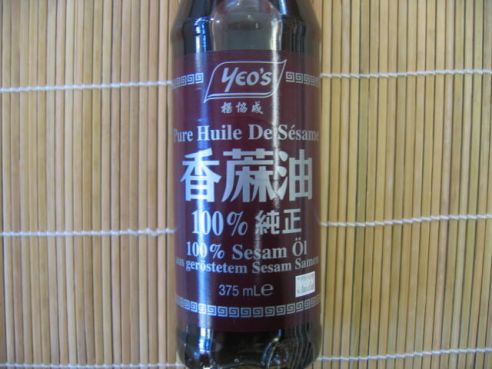 YEO'S
楊協成
Pure Huile De Sésame
香蔴油
100% 純正
100% Sesam Öl
aus geröstetem Sesam Samen
375 mLe